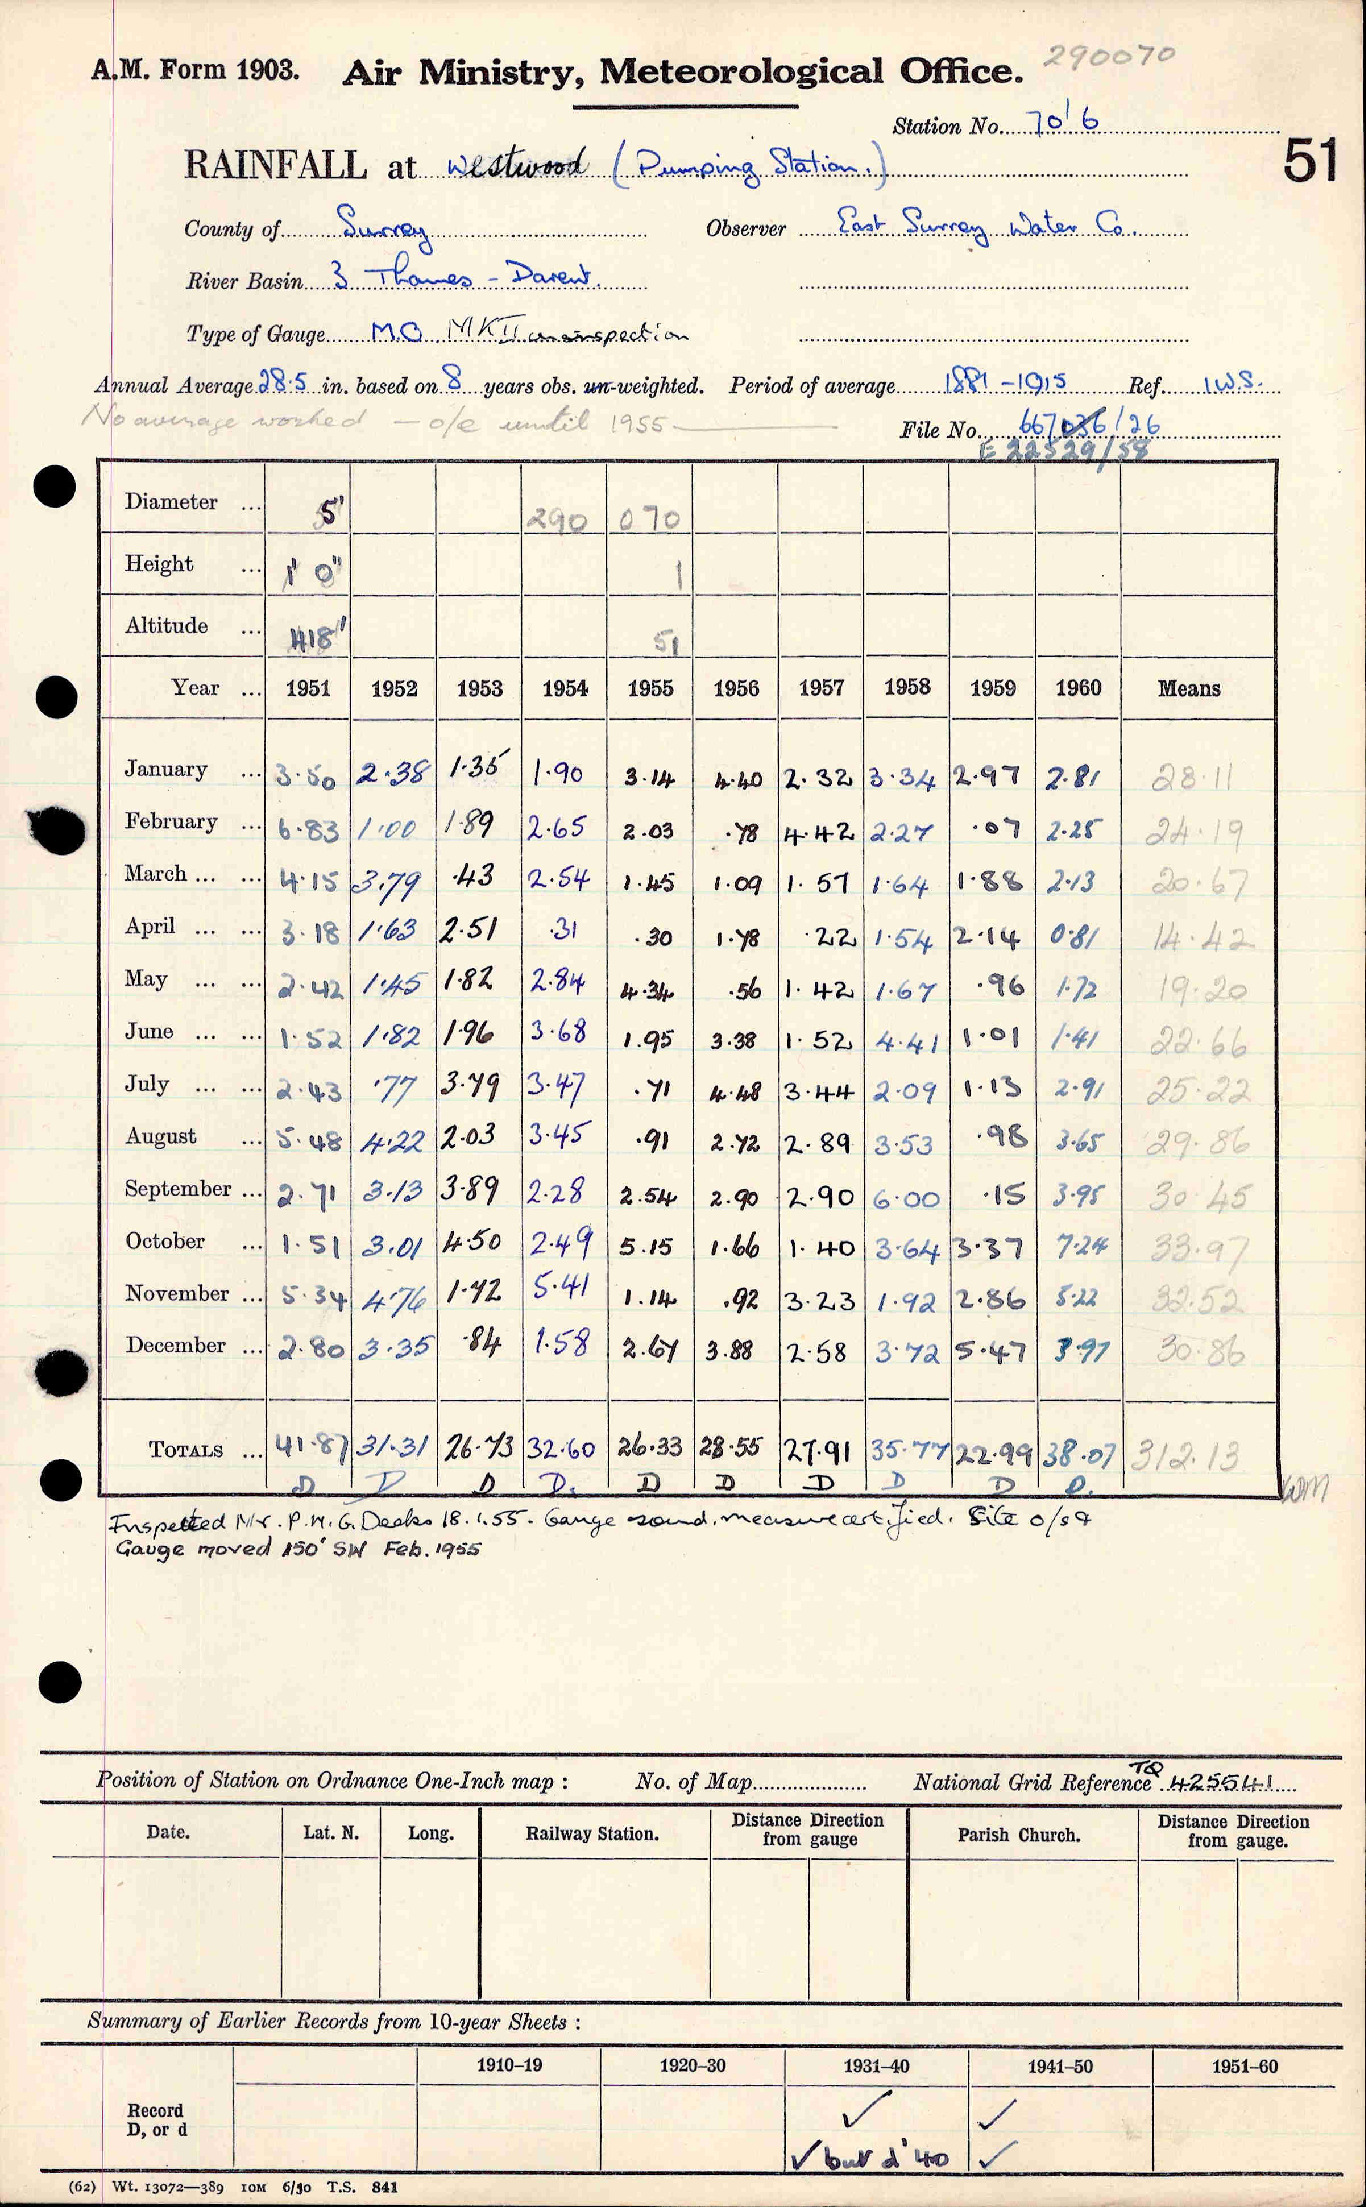 290070
A.M. Form 1903. Air Ministry, Meteorological Office.
Station No. 70'6
51
RAINFALL at Westwood (Pumping Station.)
County of Surrey Observer East Surrey Water Co.
River Basin 3 Thames - Darent.
Type of Gauge M.O MK II on inspection
Annual Average 28.5 in. based on 8 years obs. un-weighted. Period of average 1881-1915 Ref. I.W.S.
No average worked - o/e until 1955
File No. 667036/26
E 22529/58
Diameter ... 5" 290 070
Height ... 1' 0" 1
Altitude ... 418' 51
Year ... 1951 1952 1953 1954 1955 1956 1957 1958 1959 1960 Means
January ... 3.50 2.38 1.35 1.90 3.14 4.40 2.32 3.34 2.97 2.81 28.11
February ... 6.83 1.00 1.89 2.65 2.03 .78 4.42 2.27 .07 2.25 24.19
March ... ... 4.15 3.79 .43 2.54 1.45 1.09 1.57 1.64 1.88 2.13 20.67
April ... ... 3.18 1.63 2.51 .31 .30 1.78 .22 1.54 2.14 0.81 14.42
May ... ... 2.42 1.45 1.82 2.84 4.34 .56 1.42 1.67 .96 1.72 19.20
June ... ... 1.52 1.82 1.96 3.68 1.95 3.38 1.52 4.41 1.01 1.41 22.66
July ... ... 2.43 .77 3.79 3.47 .71 4.48 3.44 2.09 1.13 2.91 25.22
August ... 5.48 4.22 2.03 3.45 .91 2.72 2.89 3.53 .98 3.65 29.86
September ... 2.71 3.13 3.89 2.28 2.54 2.90 2.90 6.00 .15 3.95 30.45
October ... 1.51 3.01 4.50 2.49 5.15 1.66 1.40 3.64 3.37 7.24 33.97
November ... 5.34 4.76 1.72 5.41 1.14 .92 3.23 1.92 2.86 5.22 32.52
December ... 2.80 3.35 .84 1.58 2.67 3.88 2.58 3.72 5.47 3.97 30.86
TOTALS ... 41.87 31.31 26.73 32.60 26.33 28.55 27.91 35.77 22.99 38.07 312.13
D D D D. D D D D D D. WM
Inspected Mr. P.H.G. Deeks 18.1.55. Gauge sound, measure certified. Site o/s
Gauge moved 150' SW Feb. 1955
Position of Station on Ordnance One-Inch map : No. of Map National Grid Reference TQ 425541
Date. Lat. N. Long. Railway Station. Distance Direction from gauge Parish Church. Distance Direction from gauge.
Summary of Earlier Records from 10-year Sheets :
1910-19 1920-30 1931-40 1941-50 1951-60
Record
D, or d ✓ ✓
✓ but d '40 ✓
(62) Wt. 13072—389 10M 6/50 T.S. 841